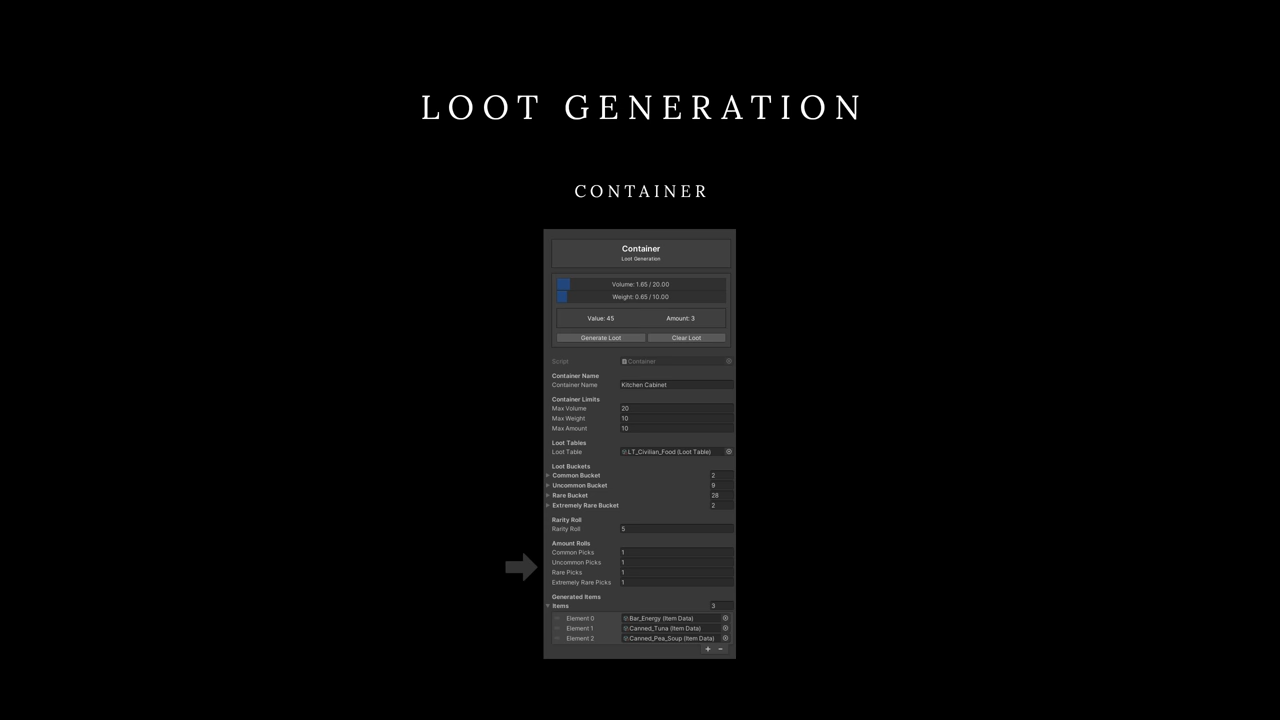 LOOT GENERATION
CONTAINER
Container
Loot Generation
Volume: 1.65 / 20.00
Weight: 0.65 / 10.00
Value: 45 Amount: 3
Generate Loot Clear Loot
Script Container
Container Name
Container Name Kitchen Cabinet
Container Limits
Max Volume 20
Max Weight 10
Max Amount 10
Loot Tables
Loot Table LT_Civilian_Food (Loot Table)
Loot Buckets
Common Bucket 2
Uncommon Bucket 9
Rare Bucket 28
Extremely Rare Bucket 2
Rarity Roll
Rarity Roll 5
Amount Rolls
Common Picks 1
Uncommon Picks 1
Rare Picks 1
Extremely Rare Picks 1
Generated Items
Items 3
Element 0 Bar_Energy (Item Data)
Element 1 Canned_Tuna (Item Data)
Element 2 Canned_Pea_Soup (Item Data)
+ −